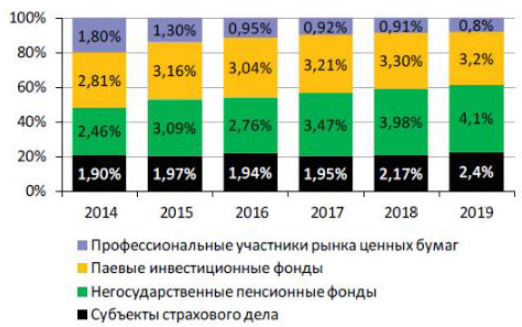 100%
80%
60%
40%
20%
0%
1,80% 1,30% 0,95% 0,92% 0,91% 0,8%
2,81% 3,16% 3,04% 3,21% 3,30% 3,2%
2,46% 3,09% 2,76% 3,47% 3,98% 4,1%
1,90% 1,97% 1,94% 1,95% 2,17% 2,4%
2014 2015 2016 2017 2018 2019
Профессиональные участники рынка ценных бумаг
Паевые инвестиционные фонды
Негосударственные пенсионные фонды
Субъекты страхового дела